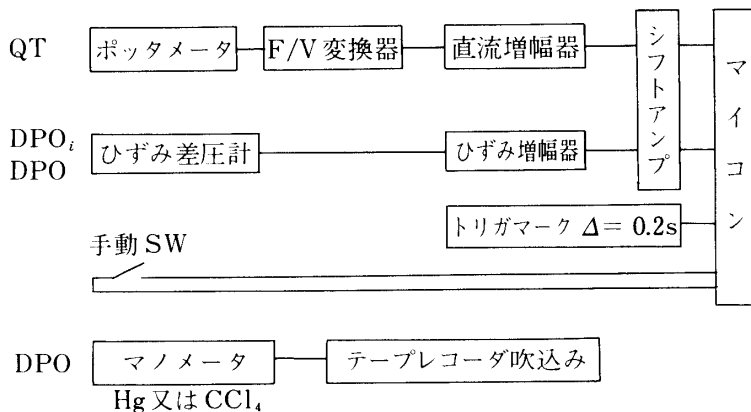 QT ポッタメータ F/V変換器 直流増幅器
シフトアンプ
マイコン
DPOi
DPO
ひずみ差圧計 ひずみ増幅器
トリガマーク Δ= 0.2s
手動SW
DPO マノメータ テープレコーダ吹込み
Hg又はCCl₄